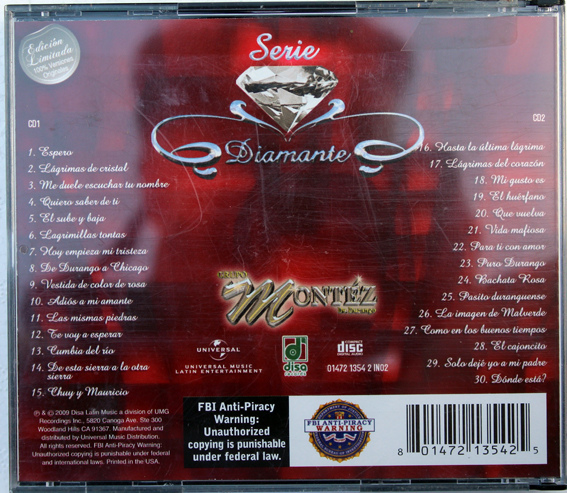 Edición
Limitada
100% Versiones
Originales
Serie
Diamante
CD1
1. Espero
2. Lágrimas de cristal
3. Me duele escuchar tu nombre
4. Quiero saber de ti
5. El sube y baja
6. Lagrimillas tontas
7. Hoy empieza mi tristeza
8. De Durango a Chicago
9. Vestida de color de rosa
10. Adiós a mi amante
11. Las mismas piedras
12. Te voy a esperar
13. Cumbia del río
14. De esta sierra a la otra
sierra
15. Chuy y Mauricio
CD2
16. Hasta la última lágrima
17. Lágrimas del corazón
18. Mi gusto es
19. El huérfano
20. Que vuelva
21. Vida mafiosa
22. Para ti con amor
23. Puro Durango
24. Bachata Rosa
25. Pasito duranguense
26. La imagen de Malverde
27. Como en los buenos tiempos
28. El cajoncito
29. Solo dejé yo a mi padre
30. Dónde está?
GRUPO
MONTÉZ
UNIVERSAL
UNIVERSAL MUSIC
LATIN ENTERTAINMENT
disa
COMPACT
disc
DIGITAL AUDIO
01472 1354 2 IN02
℗ & © 2009 Disa Latin Music a division of UMG
Recordings Inc., 5820 Canoga Ave. Ste 300
Woodland Hills CA 91367. Manufactured and
distributed by Universal Music Distribution.
All rights reserved. FBI Anti-Piracy Warning:
Unauthorized copying is punishable under federal
and international laws. Printed in the USA.
FBI Anti-Piracy
Warning:
Unauthorized
copying is punishable
under federal law.
FBI ANTI-PIRACY
WARNING
8 01472 13542 5